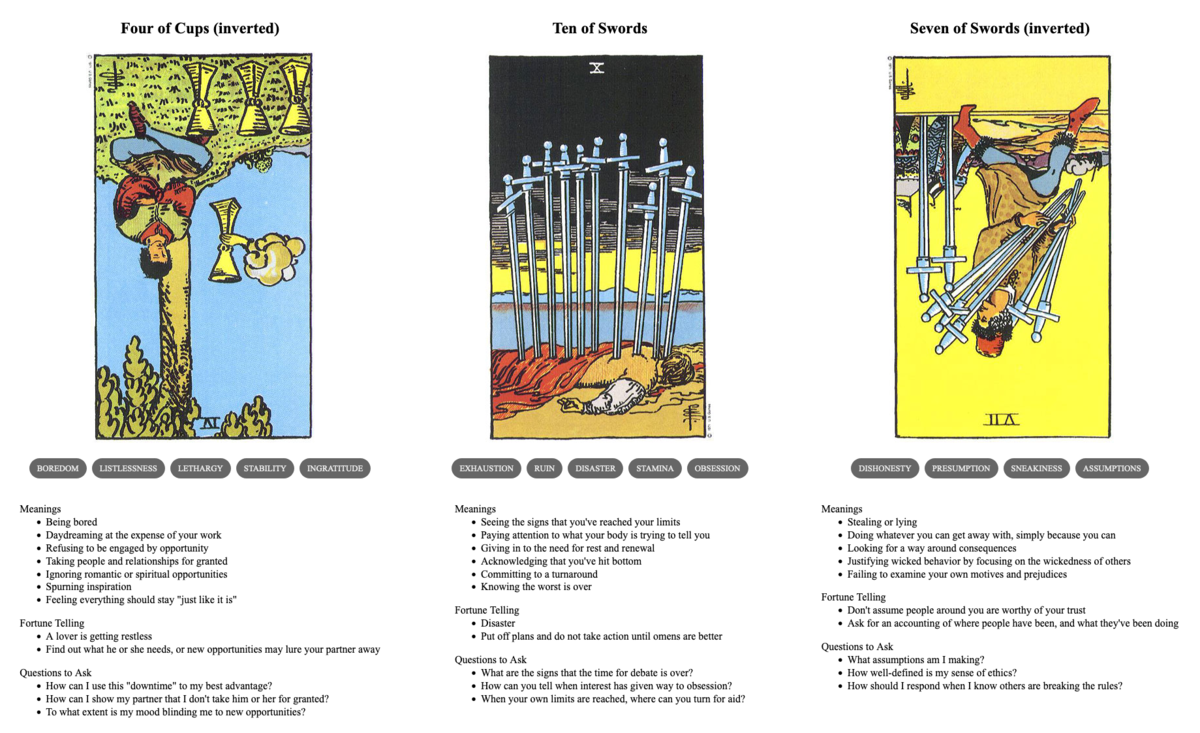 Four of Cups (inverted)
IV
BOREDOM
LISTLESSNESS
LETHARGY
STABILITY
INGRATITUDE
Meanings
Being bored
Daydreaming at the expense of your work
Refusing to be engaged by opportunity
Taking people and relationships for granted
Ignoring romantic or spiritual opportunities
Spurning inspiration
Feeling everything should stay "just like it is"
Fortune Telling
A lover is getting restless
Find out what he or she needs, or new opportunities may lure your partner away
Questions to Ask
How can I use this "downtime" to my best advantage?
How can I show my partner that I don't take him or her for granted?
To what extent is my mood blinding me to new opportunities?
Ten of Swords
X
EXHAUSTION
RUIN
DISASTER
STAMINA
OBSESSION
Meanings
Seeing the signs that you've reached your limits
Paying attention to what your body is trying to tell you
Giving in to the need for rest and renewal
Acknowledging that you've hit bottom
Committing to a turnaround
Knowing the worst is over
Fortune Telling
Disaster
Put off plans and do not take action until omens are better
Questions to Ask
What are the signs that the time for debate is over?
How can you tell when interest has given way to obsession?
When your own limits are reached, where can you turn for aid?
Seven of Swords (inverted)
VII
DISHONESTY
PRESUMPTION
SNEAKINESS
ASSUMPTIONS
Meanings
Stealing or lying
Doing whatever you can get away with, simply because you can
Looking for a way around consequences
Justifying wicked behavior by focusing on the wickedness of others
Failing to examine your own motives and prejudices
Fortune Telling
Don't assume people around you are worthy of your trust
Ask for an accounting of where people have been, and what they've been doing
Questions to Ask
What assumptions am I making?
How well-defined is my sense of ethics?
How should I respond when I know others are breaking the rules?